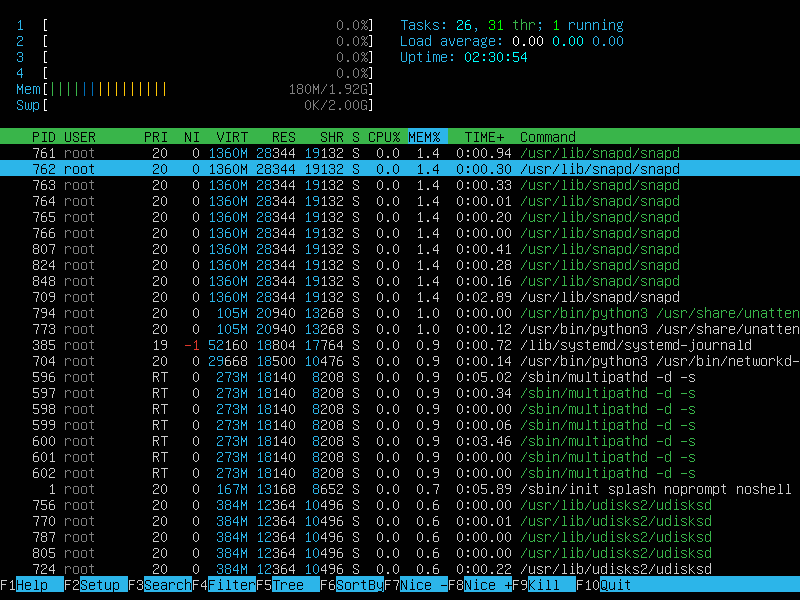 1 [ 0.0%] Tasks: 26, 31 thr; 1 running
2 [ 0.0%] Load average: 0.00 0.00 0.00
3 [ 0.0%] Uptime: 02:30:54
4 [ 0.0%]
Mem[||||||||||||||| 180M/1.92G]
Swp[ 0K/2.00G]
PID USER PRI NI VIRT RES SHR S CPU% MEM% TIME+ Command
761 root 20 0 1360M 28344 19132 S 0.0 1.4 0:00.94 /usr/lib/snapd/snapd
762 root 20 0 1360M 28344 19132 S 0.0 1.4 0:00.30 /usr/lib/snapd/snapd
763 root 20 0 1360M 28344 19132 S 0.0 1.4 0:00.33 /usr/lib/snapd/snapd
764 root 20 0 1360M 28344 19132 S 0.0 1.4 0:00.01 /usr/lib/snapd/snapd
765 root 20 0 1360M 28344 19132 S 0.0 1.4 0:00.20 /usr/lib/snapd/snapd
766 root 20 0 1360M 28344 19132 S 0.0 1.4 0:00.00 /usr/lib/snapd/snapd
807 root 20 0 1360M 28344 19132 S 0.0 1.4 0:00.41 /usr/lib/snapd/snapd
824 root 20 0 1360M 28344 19132 S 0.0 1.4 0:00.28 /usr/lib/snapd/snapd
848 root 20 0 1360M 28344 19132 S 0.0 1.4 0:00.16 /usr/lib/snapd/snapd
709 root 20 0 1360M 28344 19132 S 0.0 1.4 0:02.89 /usr/lib/snapd/snapd
794 root 20 0 105M 20940 13268 S 0.0 1.0 0:00.00 /usr/bin/python3 /usr/share/unatten
773 root 20 0 105M 20940 13268 S 0.0 1.0 0:00.12 /usr/bin/python3 /usr/share/unatten
385 root 19 -1 52160 18804 17764 S 0.0 0.9 0:00.72 /lib/systemd/systemd-journald
704 root 20 0 29668 18500 10476 S 0.0 0.9 0:00.14 /usr/bin/python3 /usr/bin/networkd-
596 root RT 0 273M 18140 8208 S 0.0 0.9 0:05.02 /sbin/multipathd -d -s
597 root RT 0 273M 18140 8208 S 0.0 0.9 0:00.34 /sbin/multipathd -d -s
598 root RT 0 273M 18140 8208 S 0.0 0.9 0:00.00 /sbin/multipathd -d -s
599 root RT 0 273M 18140 8208 S 0.0 0.9 0:00.06 /sbin/multipathd -d -s
600 root RT 0 273M 18140 8208 S 0.0 0.9 0:03.46 /sbin/multipathd -d -s
601 root RT 0 273M 18140 8208 S 0.0 0.9 0:00.00 /sbin/multipathd -d -s
602 root RT 0 273M 18140 8208 S 0.0 0.9 0:00.00 /sbin/multipathd -d -s
1 root 20 0 167M 13168 8652 S 0.0 0.7 0:05.89 /sbin/init splash noprompt noshell
756 root 20 0 384M 12364 10496 S 0.0 0.6 0:00.00 /usr/lib/udisks2/udisksd
770 root 20 0 384M 12364 10496 S 0.0 0.6 0:00.01 /usr/lib/udisks2/udisksd
787 root 20 0 384M 12364 10496 S 0.0 0.6 0:00.00 /usr/lib/udisks2/udisksd
805 root 20 0 384M 12364 10496 S 0.0 0.6 0:00.00 /usr/lib/udisks2/udisksd
724 root 20 0 384M 12364 10496 S 0.0 0.6 0:00.22 /usr/lib/udisks2/udisksd
F1Help F2Setup F3SearchF4FilterF5Tree F6SortByF7Nice -F8Nice +F9Kill F10Quit